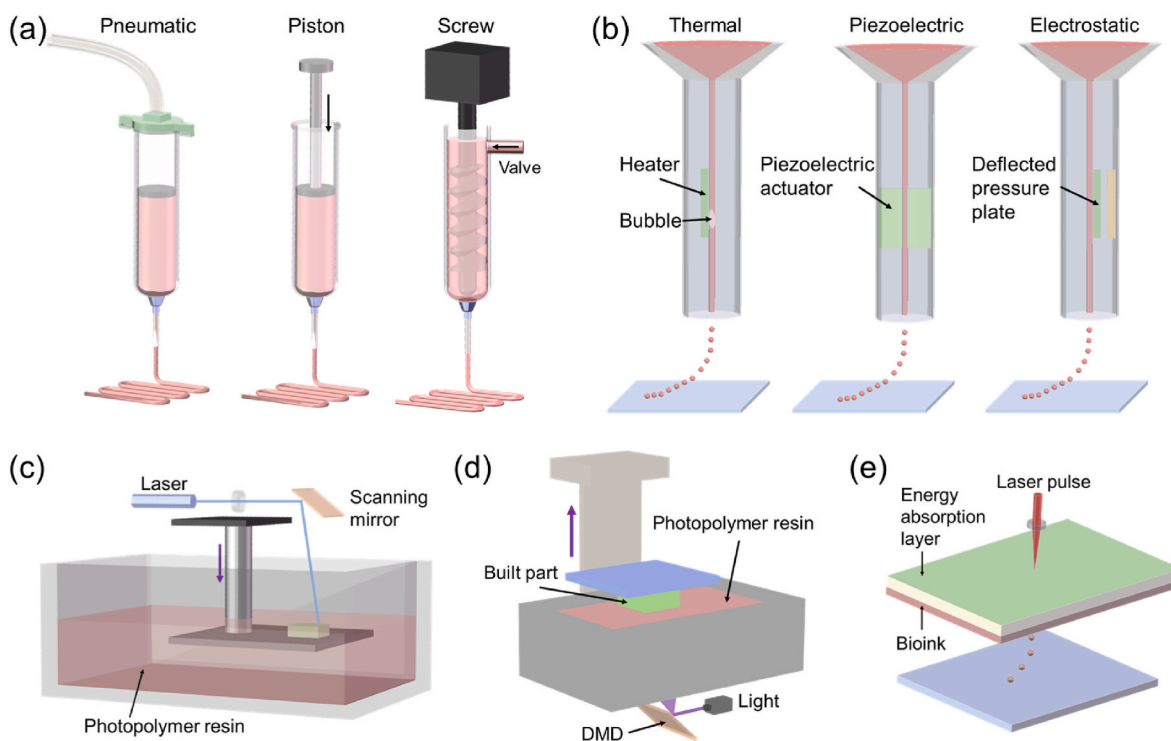 (a)
Pneumatic
Piston
Screw
Valve
(b)
Thermal
Piezoelectric
Electrostatic
Heater
Bubble
Piezoelectric
actuator
Deflected
pressure
plate
(c)
Laser
Scanning
mirror
Photopolymer resin
(d)
Photopolymer resin
Built part
Light
DMD
(e)
Laser pulse
Energy
absorption
layer
Bioink